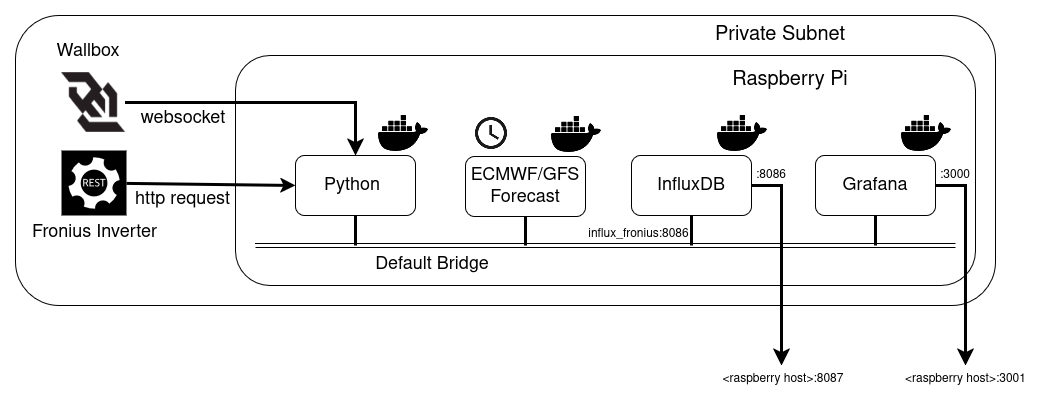 Private Subnet
Wallbox
Raspberry Pi
websocket
ECMWF/GFS
Forecast
Python
InfluxDB
:8086
Grafana
:3000
REST
http request
Fronius Inverter
influx_fronius:8086
Default Bridge
<raspberry host>:8087
<raspberry host>:3001